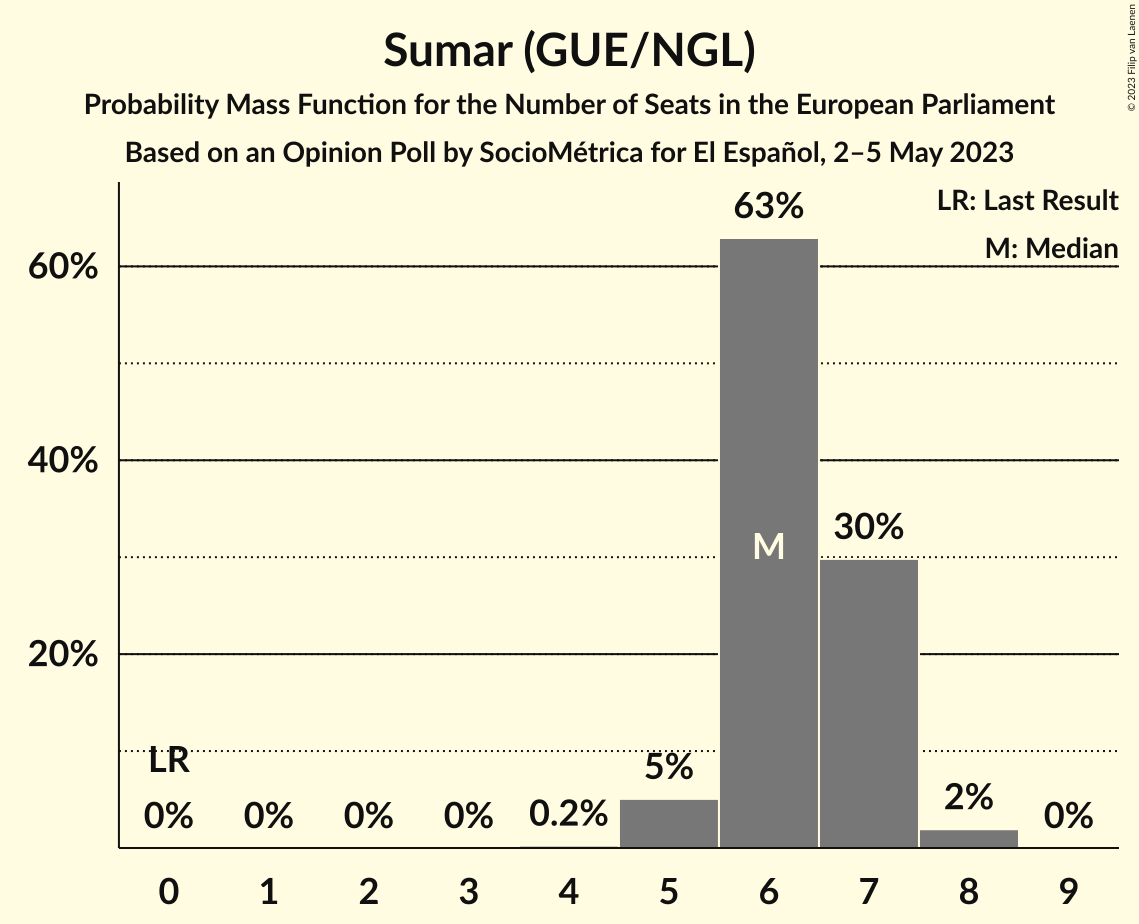 Sumar (GUE/NGL)
Probability Mass Function for the Number of Seats in the European Parliament
Based on an Opinion Poll by SocioMétrica for El Español, 2–5 May 2023
© 2023 Filip van Laenen
LR: Last Result
M: Median
60%
40%
20%
LR
0%
0%
0%
0%
0.2%
5%
63%
M
30%
2%
0%
0 1 2 3 4 5 6 7 8 9